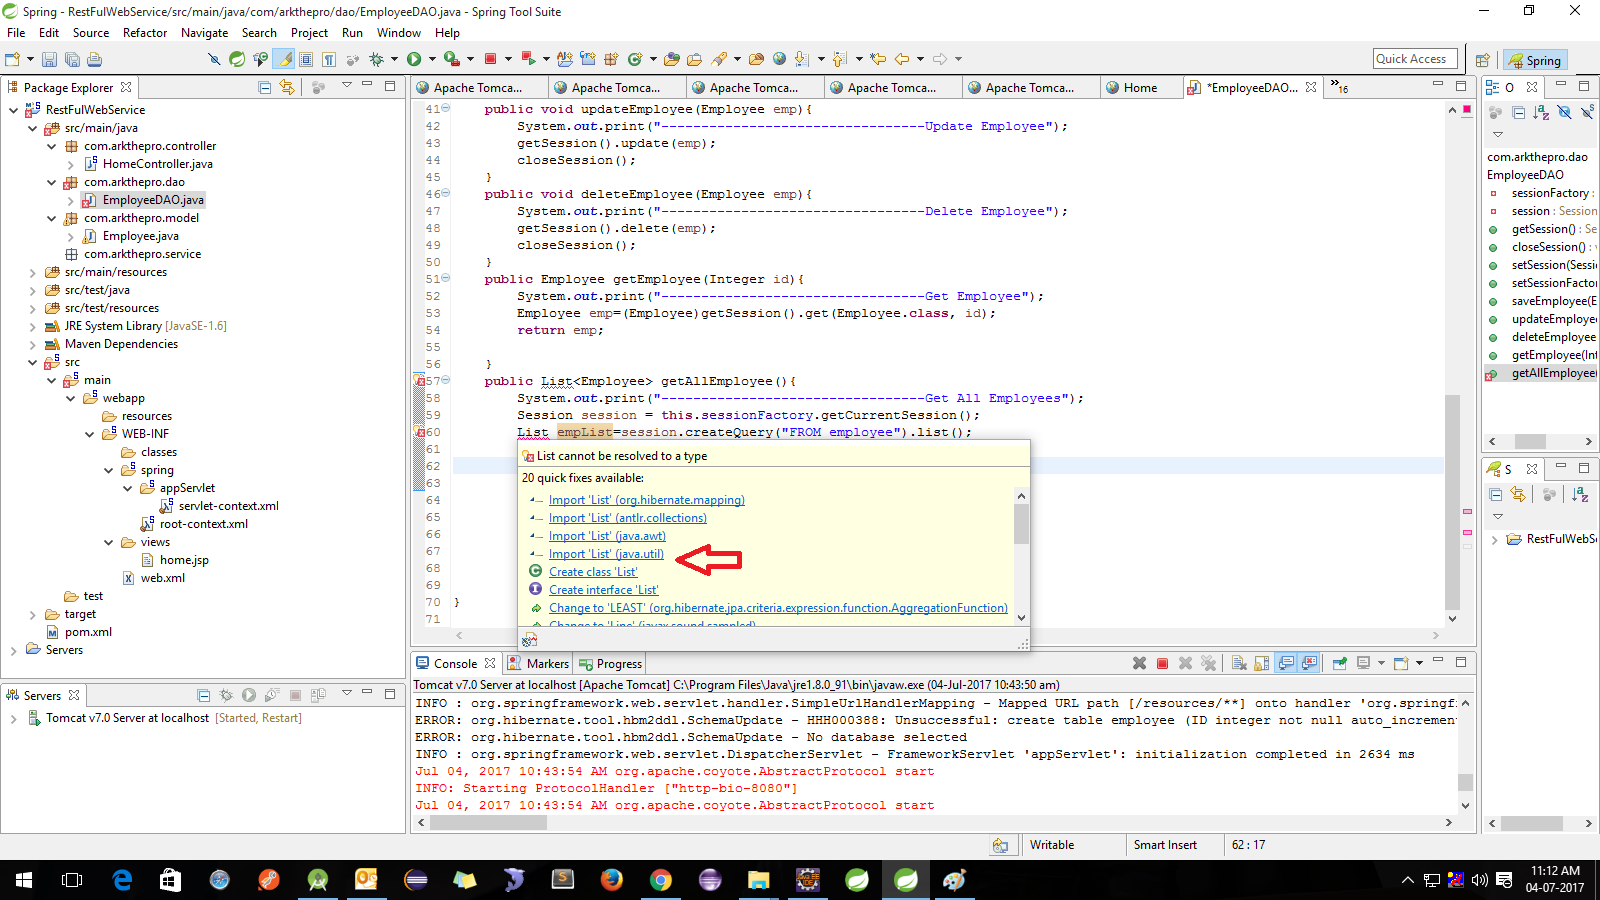 Spring - RestFulWebService/src/main/java/com/arkthepro/dao/EmployeeDAO.java - Spring Tool Suite
File Edit Source Refactor Navigate Search Project Run Window Help
Quick Access
Spring
Package Explorer
RestFulWebService
src/main/java
com.arkthepro.controller
HomeController.java
com.arkthepro.dao
EmployeeDAO.java
com.arkthepro.model
Employee.java
com.arkthepro.service
src/main/resources
src/test/java
src/test/resources
JRE System Library [JavaSE-1.6]
Maven Dependencies
src
main
webapp
resources
WEB-INF
classes
spring
appServlet
servlet-context.xml
root-context.xml
views
home.jsp
web.xml
test
target
pom.xml
Servers
Servers
Tomcat v7.0 Server at localhost [Started, Restart]
Apache Tomca... Apache Tomca... Apache Tomca... Apache Tomca... Apache Tomca... Home *EmployeeDAO... »16
41 public void updateEmployee(Employee emp){
42 System.out.print("---------------------------------Update Employee");
43 getSession().update(emp);
44 closeSession();
45 }
46 public void deleteEmployee(Employee emp){
47 System.out.print("---------------------------------Delete Employee");
48 getSession().delete(emp);
49 closeSession();
50 }
51 public Employee getEmployee(Integer id){
52 System.out.print("---------------------------------Get Employee");
53 Employee emp=(Employee)getSession().get(Employee.class, id);
54 return emp;
55
56 }
57 public List<Employee> getAllEmployee(){
58 System.out.print("---------------------------------Get All Employees");
59 Session session = this.sessionFactory.getCurrentSession();
60 List empList=session.createQuery("FROM employee").list();
61
62
63
64
65
66
67
68
69
70 }
71
List cannot be resolved to a type
20 quick fixes available:
Import 'List' (org.hibernate.mapping)
Import 'List' (antlr.collections)
Import 'List' (java.awt)
Import 'List' (java.util)
Create class 'List'
Create interface 'List'
Change to 'LEAST' (org.hibernate.jpa.criteria.expression.function.AggregationFunction)
Change to 'Line' (javax.sound.sampled)
O
com.arkthepro.dao
EmployeeDAO
sessionFactory :
session : Session
getSession() : Se
closeSession() :
setSession(Sessi
setSessionFactor
saveEmployee(E
updateEmploye
deleteEmployee
getEmployee(Int
getAllEmployee(
S
RestFulWebS
Console Markers Progress
Tomcat v7.0 Server at localhost [Apache Tomcat] C:\Program Files\Java\jre1.8.0_91\bin\javaw.exe (04-Jul-2017 10:43:50 am)
INFO : org.springframework.web.servlet.handler.SimpleUrlHandlerMapping - Mapped URL path [/resources/**] onto handler 'org.springf
ERROR: org.hibernate.tool.hbm2ddl.SchemaUpdate - HHH000388: Unsuccessful: create table employee (ID integer not null auto_incremen
ERROR: org.hibernate.tool.hbm2ddl.SchemaUpdate - No database selected
INFO : org.springframework.web.servlet.DispatcherServlet - FrameworkServlet 'appServlet': initialization completed in 2634 ms
Jul 04, 2017 10:43:54 AM org.apache.coyote.AbstractProtocol start
INFO: Starting ProtocolHandler ["http-bio-8080"]
Jul 04, 2017 10:43:54 AM org.apache.coyote.AbstractProtocol start
Writable Smart Insert 62 : 17
11:12 AM
04-07-2017